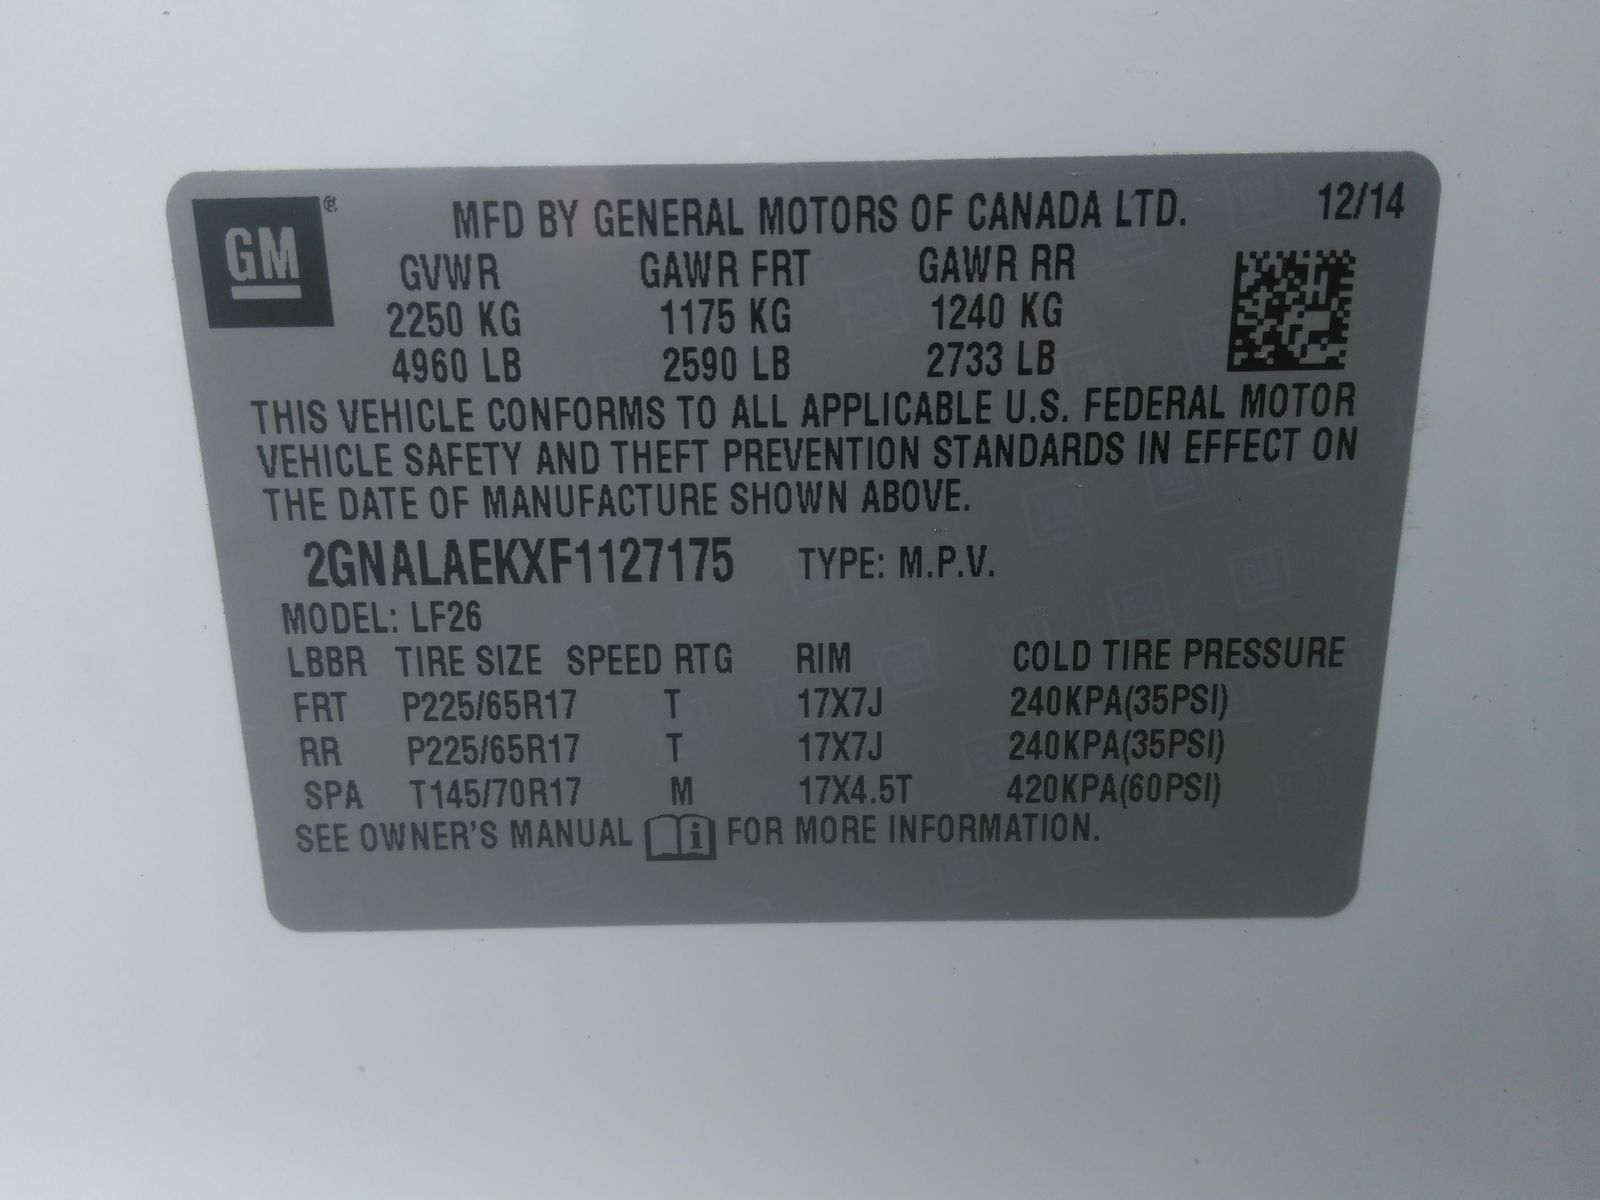 GM®
MFD BY GENERAL MOTORS OF CANADA LTD. 12/14
GVWR GAWR FRT GAWR RR
2250 KG 1175 KG 1240 KG
4960 LB 2590 LB 2733 LB
THIS VEHICLE CONFORMS TO ALL APPLICABLE U.S. FEDERAL MOTOR
VEHICLE SAFETY AND THEFT PREVENTION STANDARDS IN EFFECT ON
THE DATE OF MANUFACTURE SHOWN ABOVE.
2GNALAEKXF1127175 TYPE: M.P.V.
MODEL: LF26
LBBR TIRE SIZE SPEED RTG RIM COLD TIRE PRESSURE
FRT P225/65R17 T 17X7J 240KPA(35PSI)
RR P225/65R17 T 17X7J 240KPA(35PSI)
SPA T145/70R17 M 17X4.5T 420KPA(60PSI)
SEE OWNER'S MANUAL i FOR MORE INFORMATION.